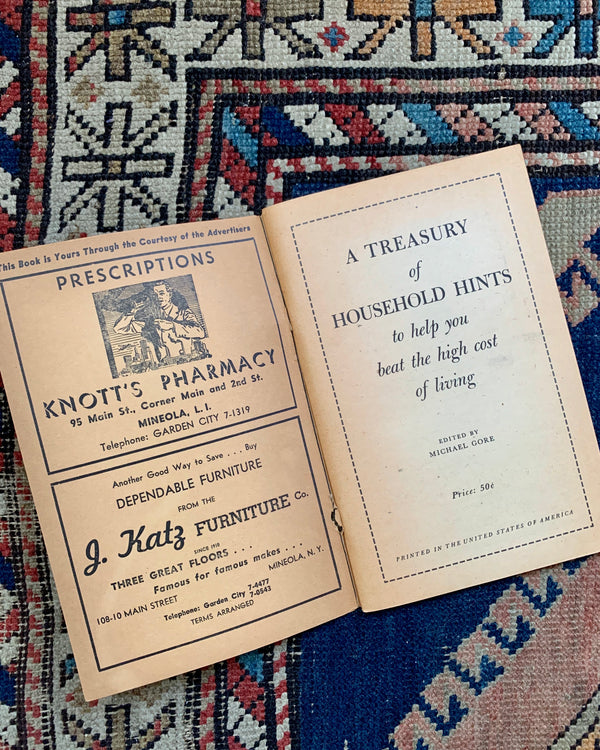 This Book is Yours Through the Courtesy of the Advertisers
PRESCRIPTIONS
KNOTT'S PHARMACY
95 Main St., Corner Main and 2nd St.
MINEOLA, L. I.
Telephone: GARDEN CITY 7-1319
Another Good Way to Save . . . Buy
DEPENDABLE FURNITURE
FROM THE
J. Katz FURNITURE Co.
SINCE 1918
THREE GREAT FLOORS . . .
Famous for famous makes . . .
108-10 MAIN STREET MINEOLA, N. Y.
Telephone: Garden City 7-4477
7-0543
TERMS ARRANGED
A TREASURY
of
HOUSEHOLD HINTS
to help you
beat the high cost
of living
EDITED BY
MICHAEL GORE
Price: 50¢
PRINTED IN THE UNITED STATES OF AMERICA